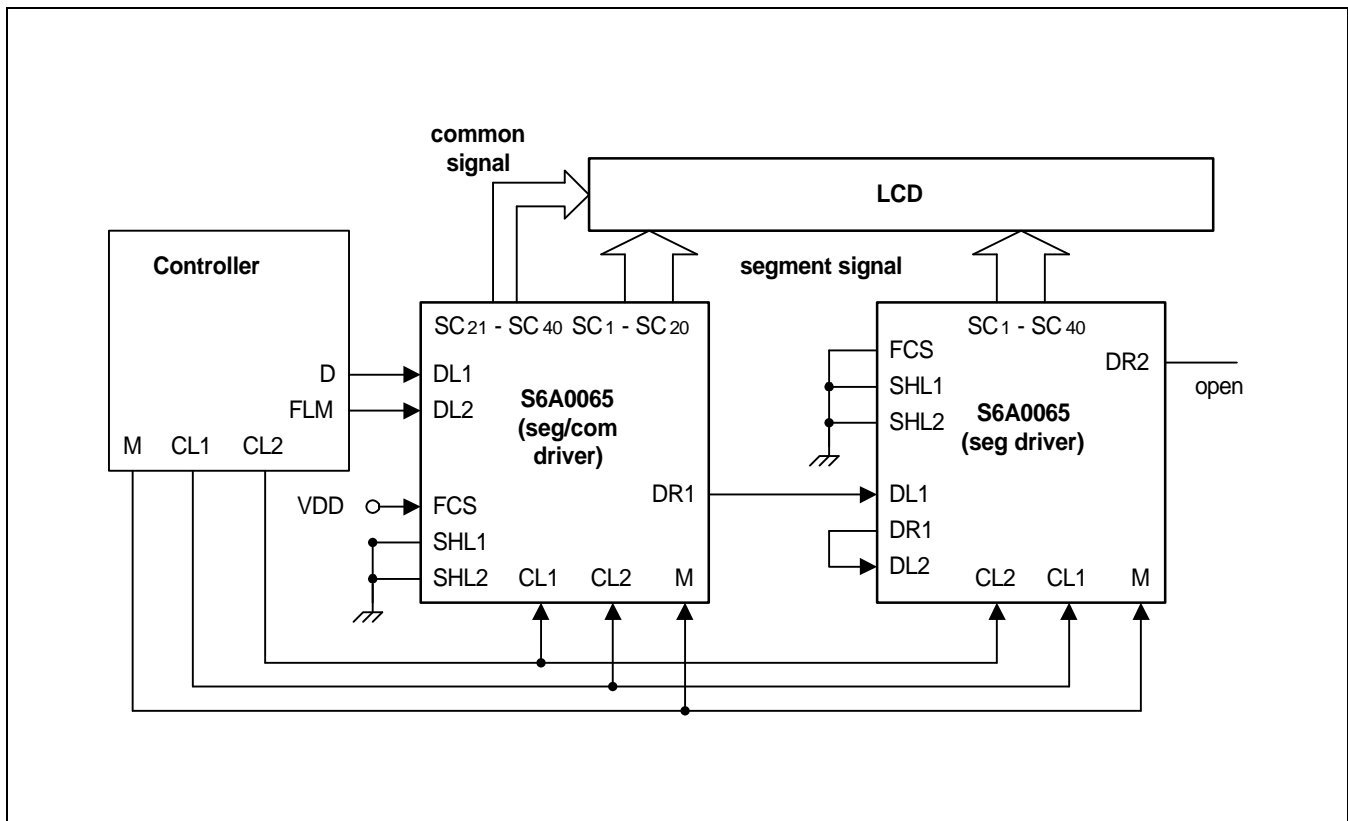 common
signal
LCD
Controller
segment signal
SC21 - SC40 SC1 - SC20
SC1 - SC40
D
FLM
M CL1 CL2
DL1
DL2
S6A0065
(seg/com
driver)
VDD
FCS
SHL1
SHL2
CL1 CL2 M
DR1
FCS
SHL1
SHL2
S6A0065
(seg driver)
DR2
open
DL1
DR1
DL2
CL2 CL1 M